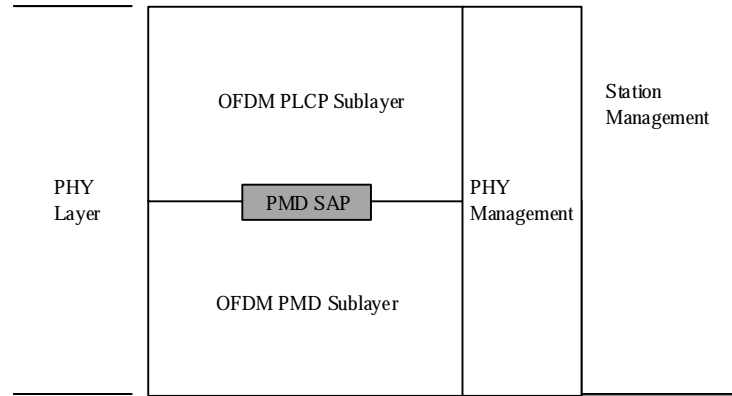 OFDM PLCP Sublayer
Station
Management
PHY
Layer
PMD SAP
PHY
Management
OFDM PMD Sublayer